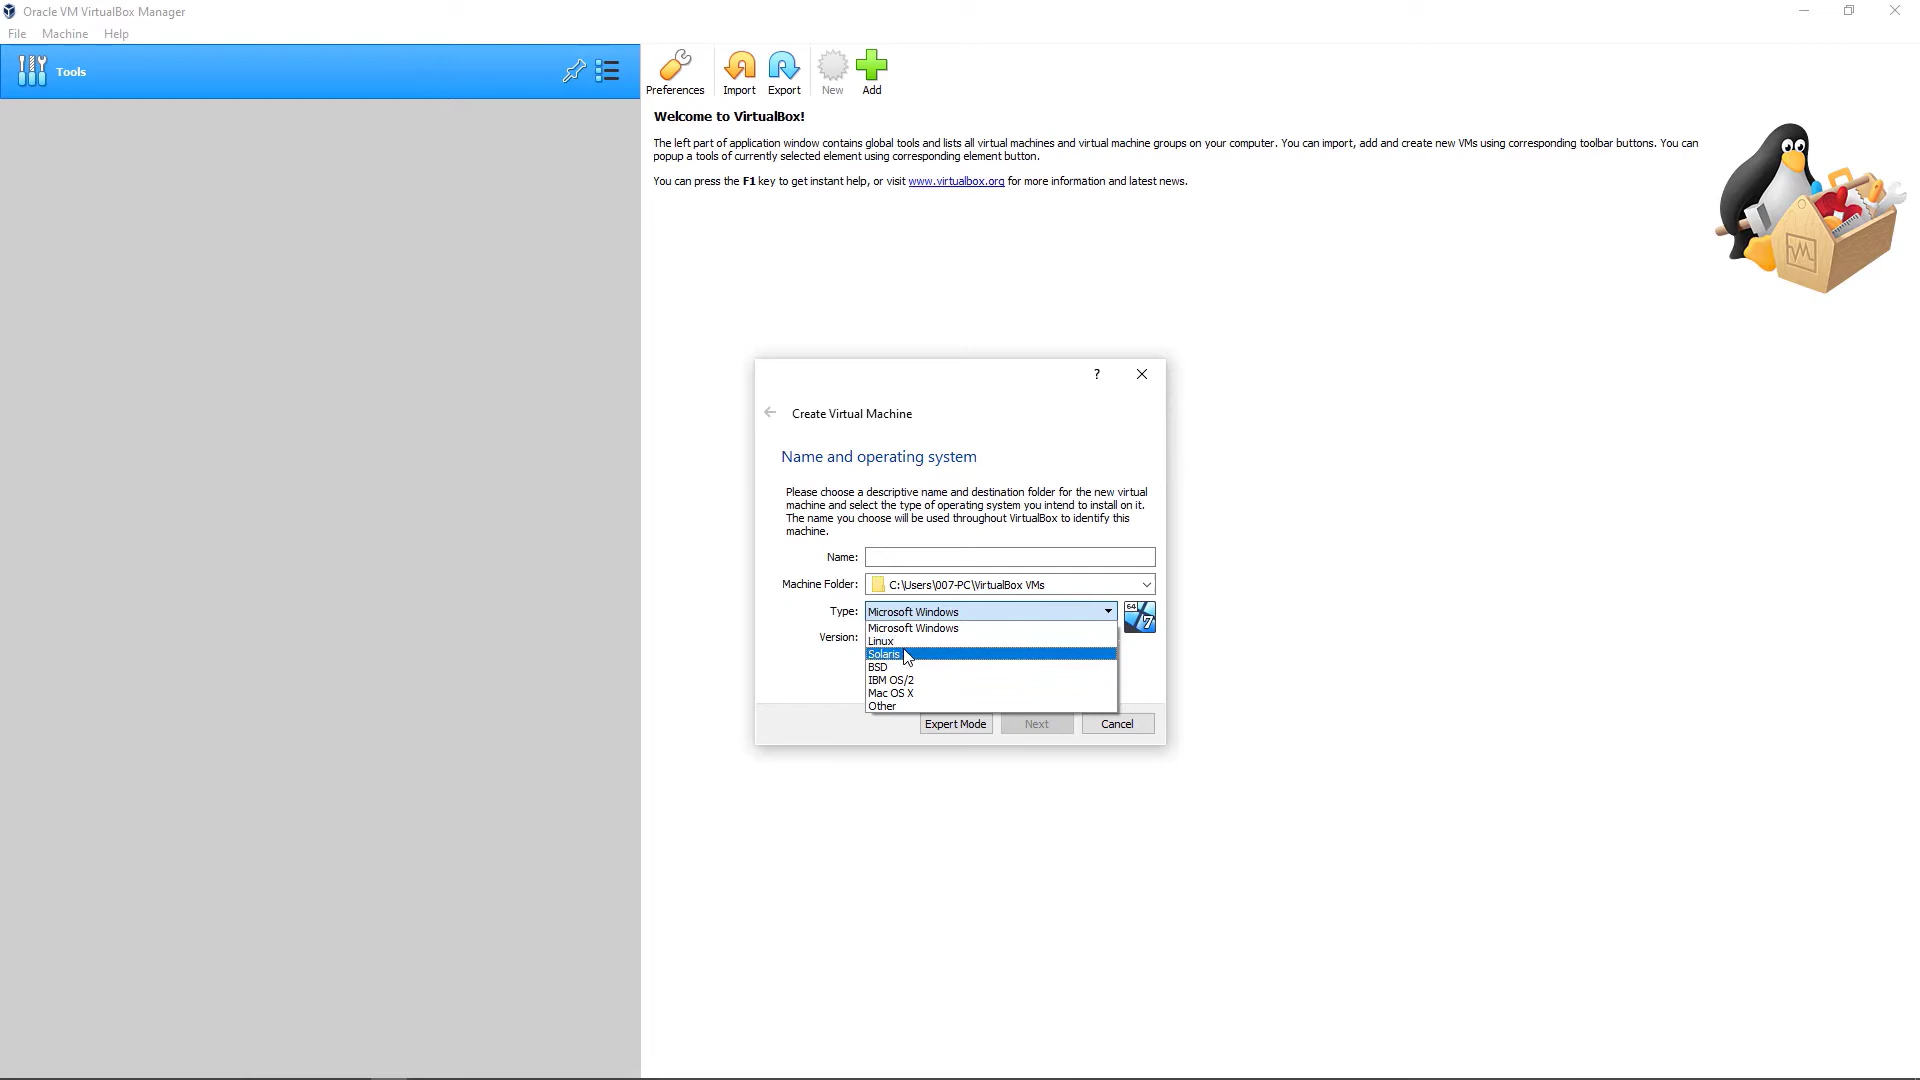 Oracle VM VirtualBox Manager
File Machine Help
Tools
Preferences Import Export New Add
Welcome to VirtualBox!
The left part of application window contains global tools and lists all virtual machines and virtual machine groups on your computer. You can import, add and create new VMs using corresponding toolbar buttons. You can
popup a tools of currently selected element using corresponding element button.
You can press the F1 key to get instant help, or visit www.virtualbox.org for more information and latest news.
?
Create Virtual Machine
Name and operating system
Please choose a descriptive name and destination folder for the new virtual
machine and select the type of operating system you intend to install on it.
The name you choose will be used throughout VirtualBox to identify this
machine.
Name:
Machine Folder: C:\Users\007-PC\VirtualBox VMs
Type: Microsoft Windows
64
7
Microsoft Windows
Version:
Linux
Solaris
BSD
IBM OS/2
Mac OS X
Other
Expert Mode Next Cancel